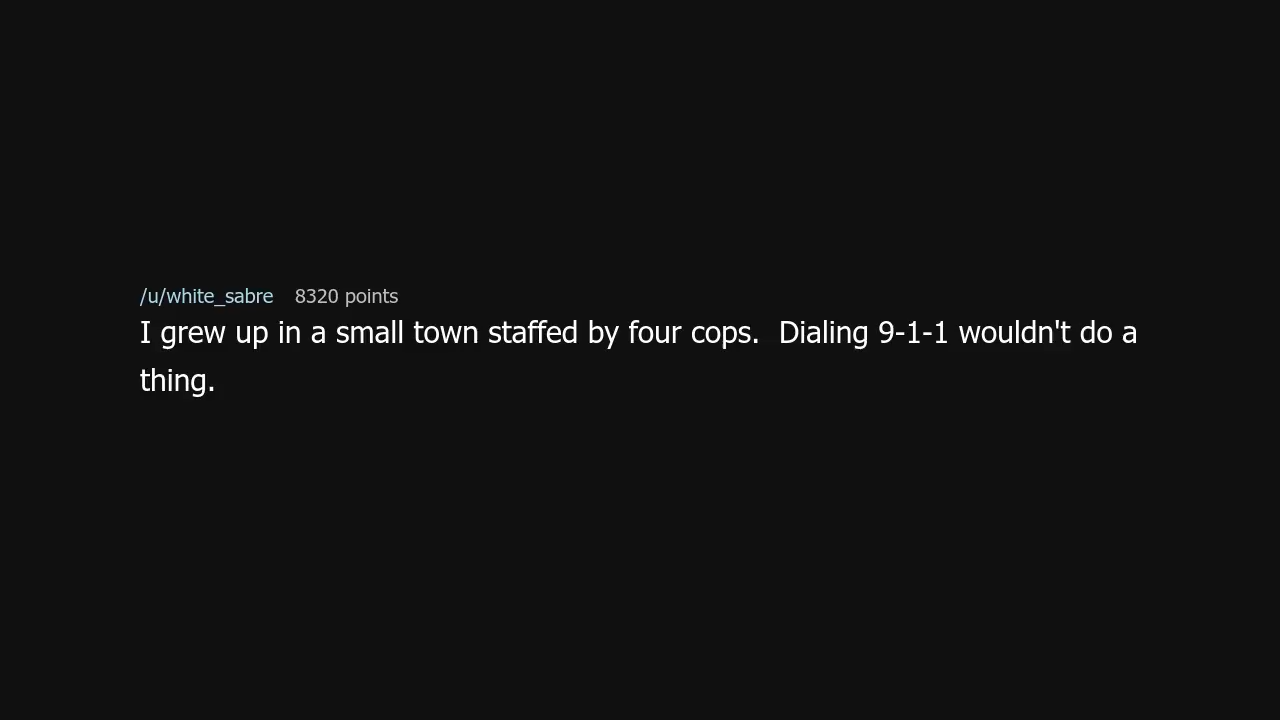 /u/white_sabre 8320 points
I grew up in a small town staffed by four cops.  Dialing 9-1-1 wouldn't do a
thing.